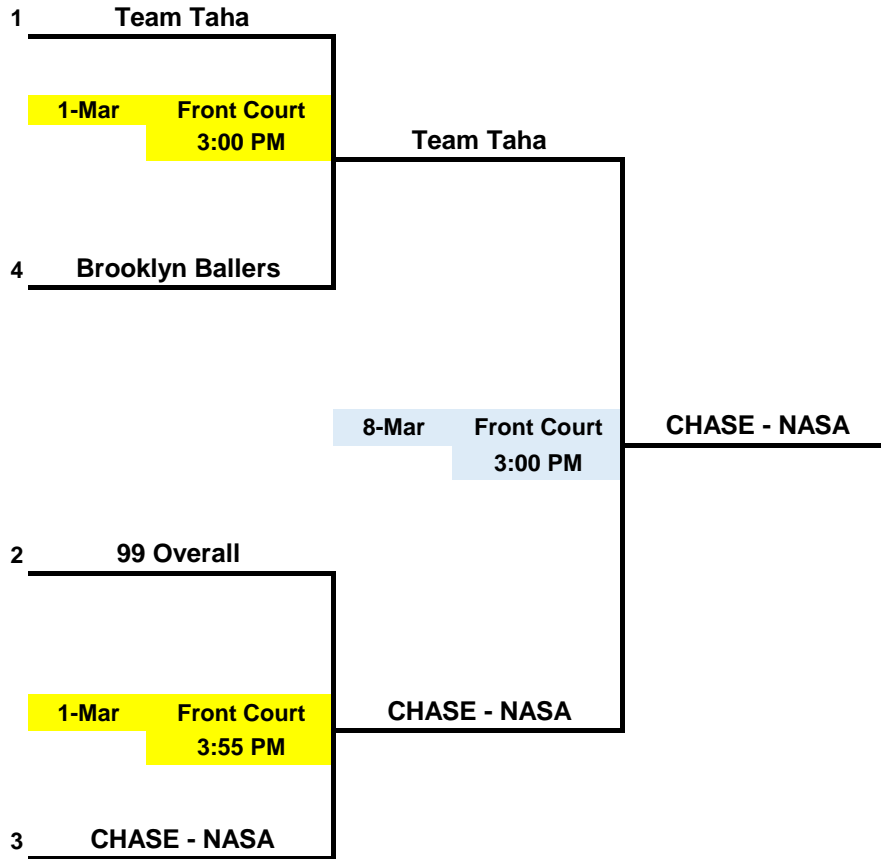 1 Team Taha
1-Mar Front Court
3:00 PM
Team Taha
4 Brooklyn Ballers
8-Mar Front Court
3:00 PM
CHASE - NASA
2 99 Overall
1-Mar Front Court
3:55 PM
CHASE - NASA
3 CHASE - NASA